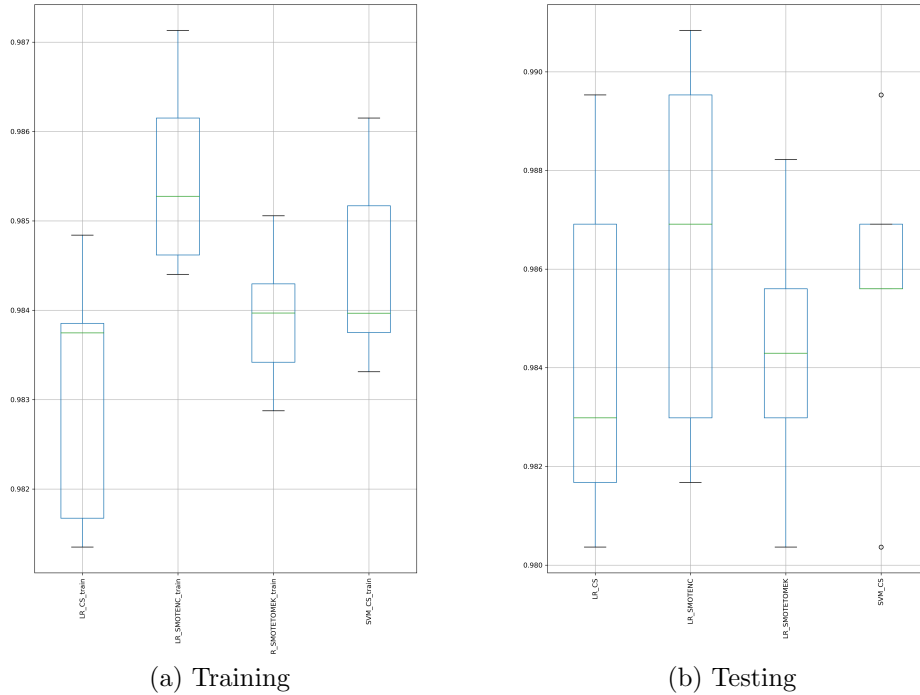 0.987
0.986
0.985
0.984
0.983
0.982
LR_CS_train
LR_SMOTENC_train
R_SMOTETOMEK_train
SVM_CS_train
(a) Training
0.990
0.988
0.986
0.984
0.982
0.980
LR_CS
LR_SMOTENC
LR_SMOTETOMEK
SVM_CS
(b) Testing